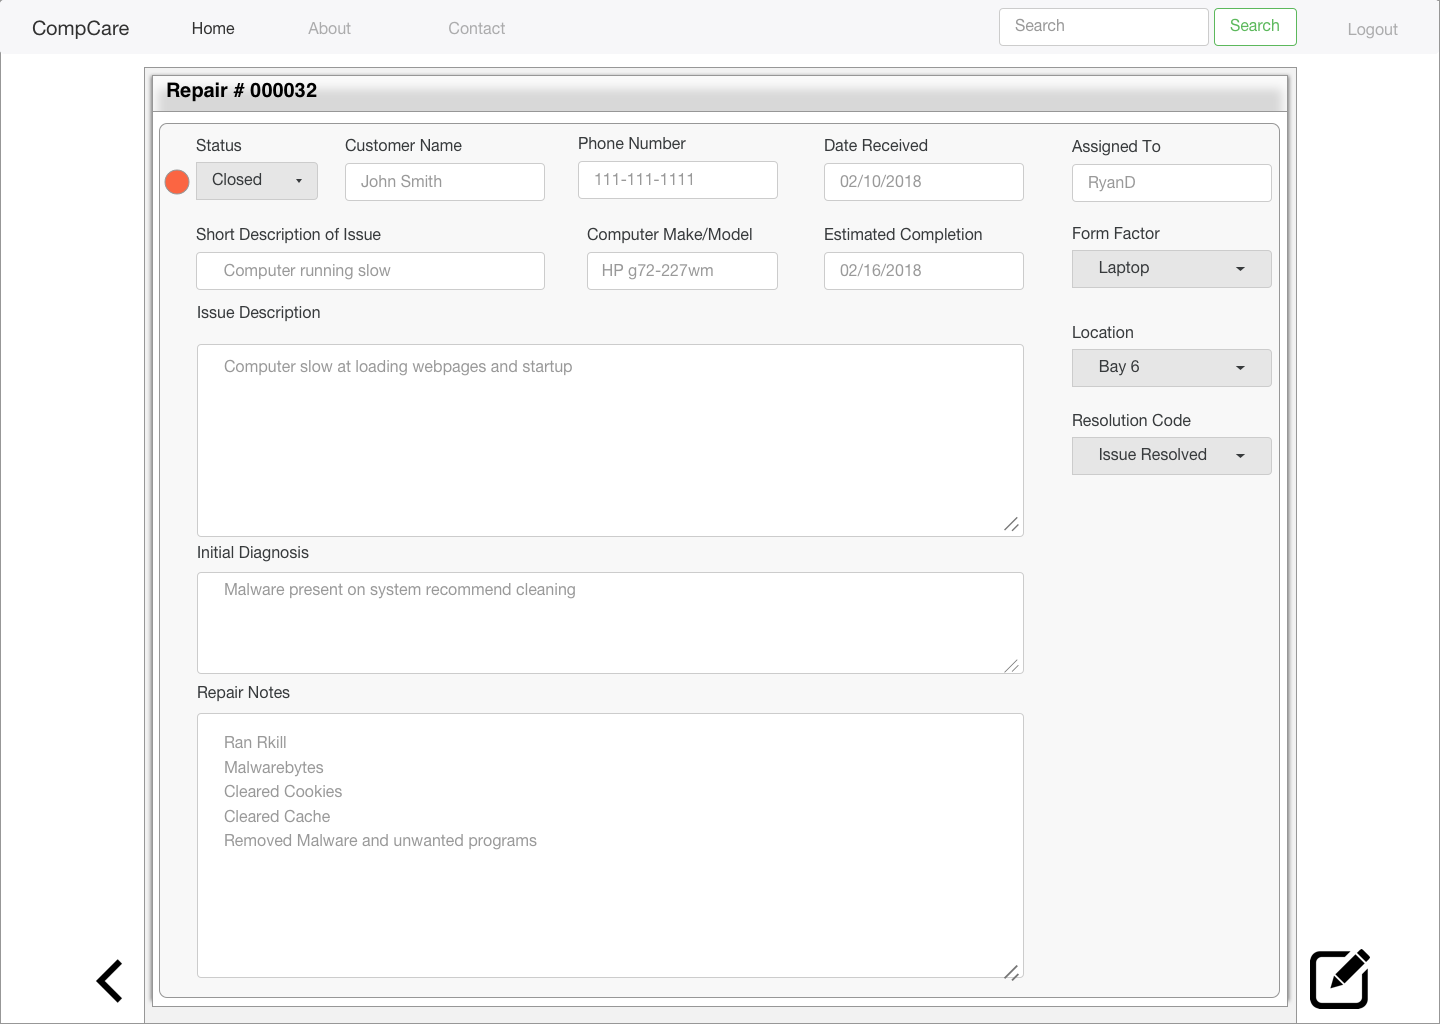 CompCare Home About Contact Search Search Logout
Repair # 000032
Status Customer Name Phone Number Date Received Assigned To
Closed John Smith 111-111-1111 02/10/2018 RyanD
Short Description of Issue Computer Make/Model Estimated Completion Form Factor
Computer running slow HP g72-227wm 02/16/2018 Laptop
Issue Description
Location
Computer slow at loading webpages and startup Bay 6
Resolution Code
Issue Resolved
Initial Diagnosis
Malware present on system recommend cleaning
Repair Notes
Ran Rkill
Malwarebytes
Cleared Cookies
Cleared Cache
Removed Malware and unwanted programs